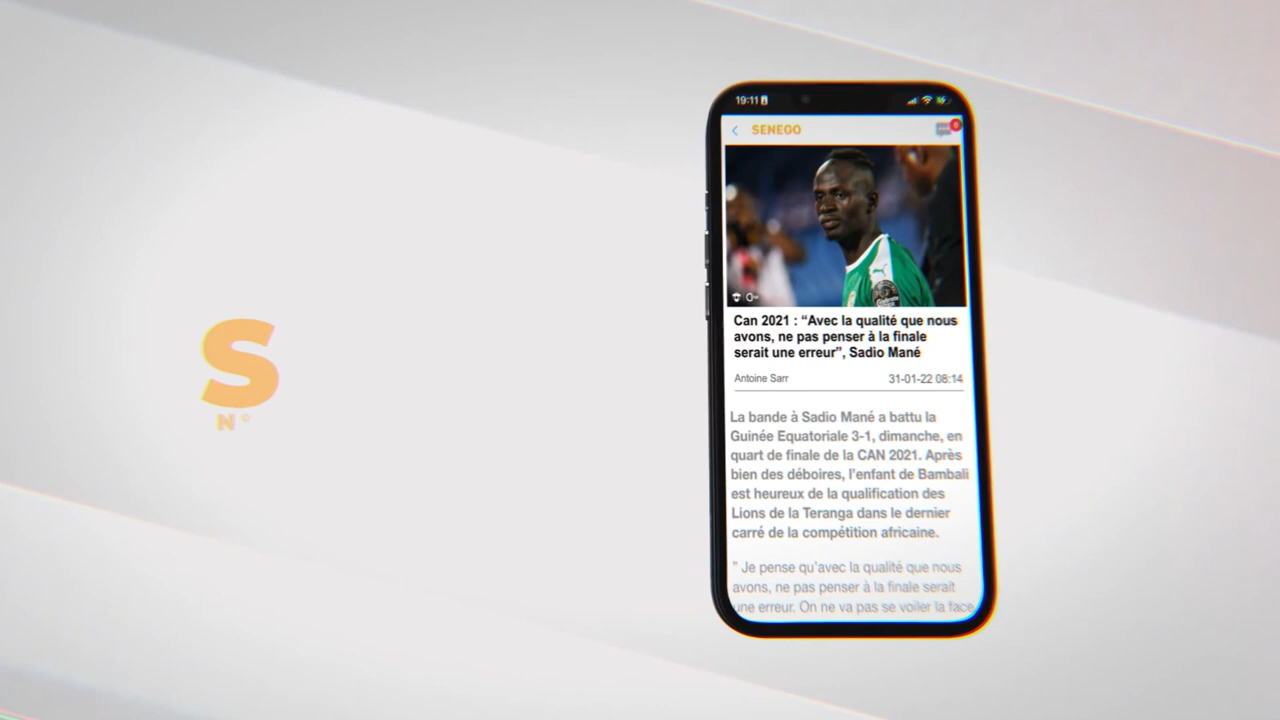 S
N°
19:11
SENEGO
Can 2021 : “Avec la qualité que nous
avons, ne pas penser à la finale
serait une erreur”, Sadio Mané
Antoine Sarr
31-01-22 08:14
La bande à Sadio Mané a battu la
Guinée Equatoriale 3-1, dimanche, en
quart de finale de la CAN 2021. Après
bien des déboires, l’enfant de Bambali
est heureux de la qualification des
Lions de la Teranga dans le dernier
carré de la compétition africaine.
” Je pense qu’avec la qualité que nous
avons, ne pas penser à la finale serait
une erreur. On ne va pas se voiler la face